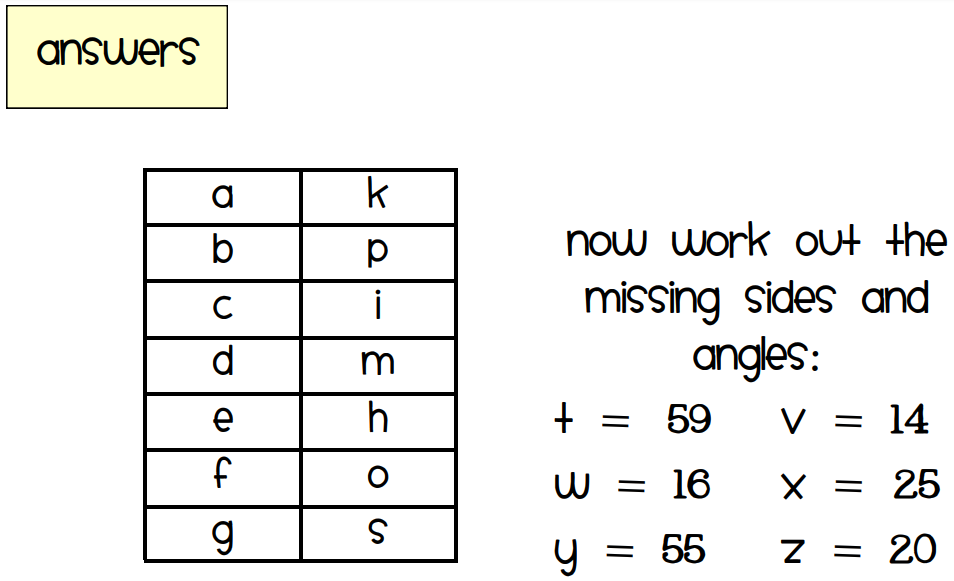 answers
a k
b p
c i
d m
e h
f o
g s
now work out the
missing sides and
angles:
t = 59 v = 14
w = 16 x = 25
y = 55 z = 20